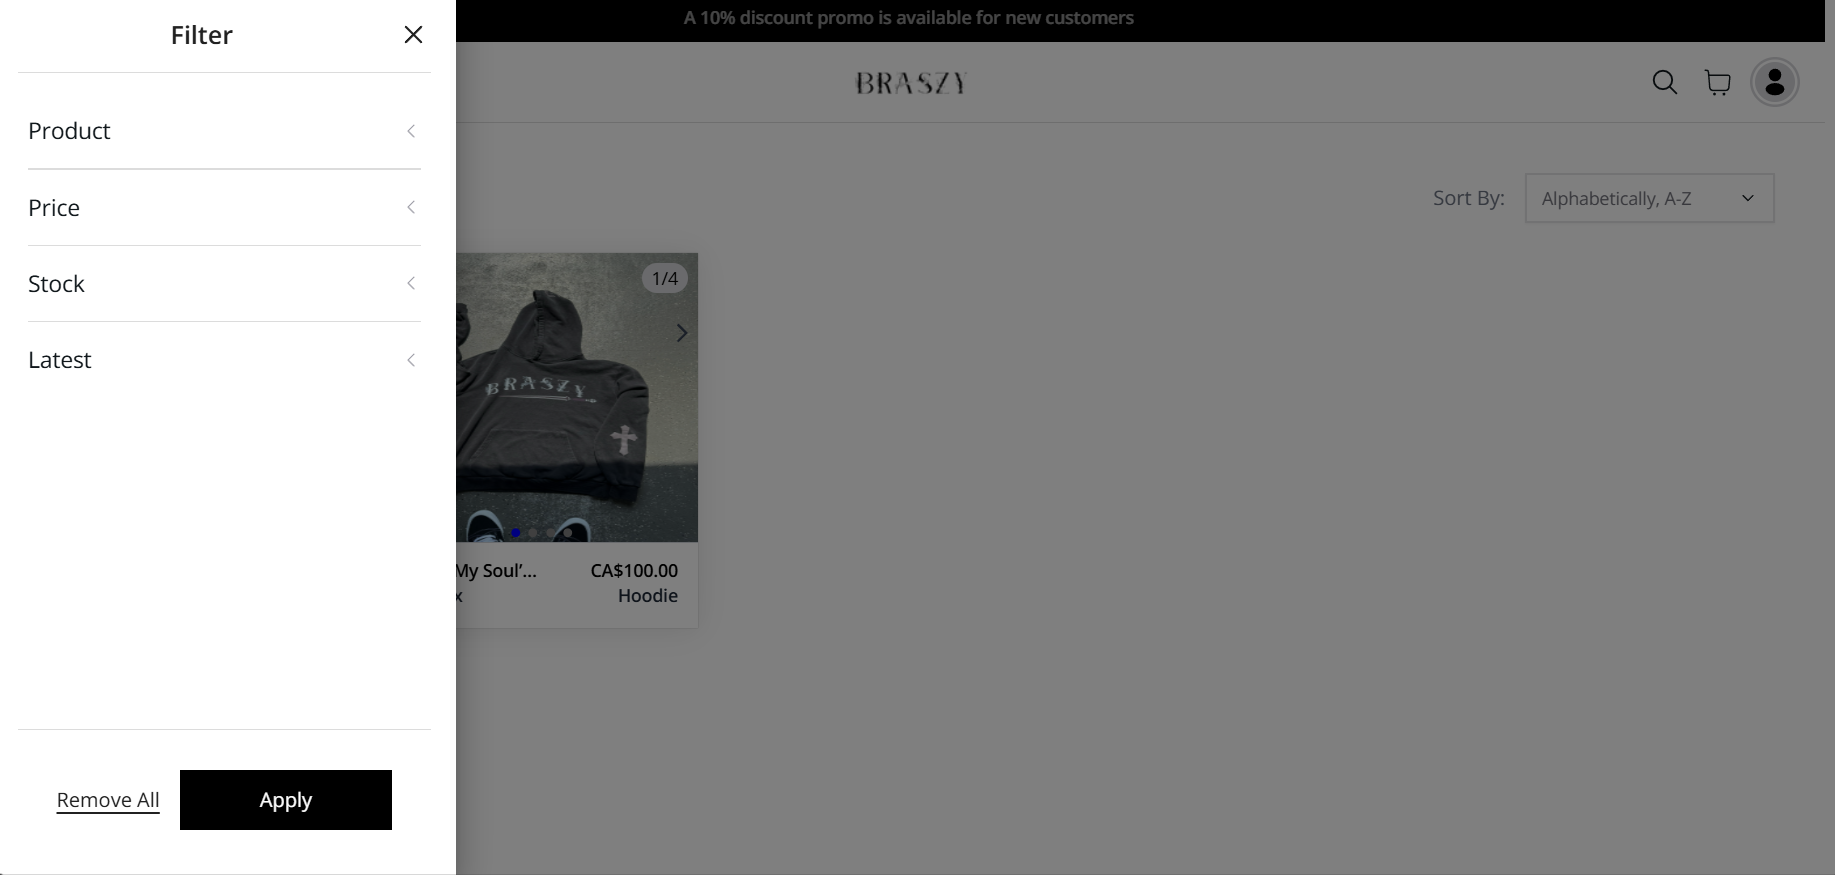 Filter
Product
Price
Stock
Latest
Remove All
Apply
A 10% discount promo is available for new customers
BRASZY
Sort By:
Alphabetically, A-Z
1/4
BRASZY
My Soul’...
CA$100.00
x
Hoodie